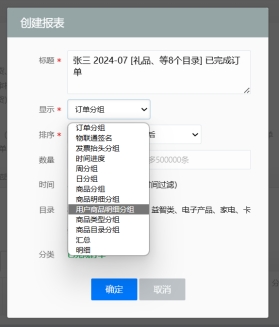 创建报表
标题 *
张三 2024-07 [礼品、等8个目录] 已完成订
单
显示 *
订单分组
订单分组
物联通签名
发票抬头分组
时间进度
周分组
日分组
商品分组
商品明细分组
用户商品明细分组
商品类型分组
商品目录分组
汇总
明细
排序 *
数量
500000条
时间
时间过滤)
目录
益智类、电子产品、家电、卡
分类
确定
取消